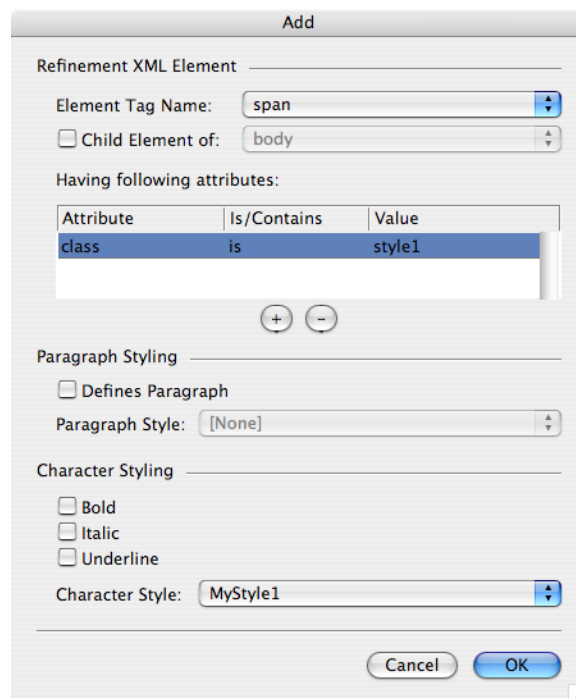 Add
Refinement XML Element
Element Tag Name: span
Child Element of: body
Having following attributes:
Attribute Is/Contains Value
class is style1
+ -
Paragraph Styling
Defines Paragraph
Paragraph Style: [None]
Character Styling
Bold
Italic
Underline
Character Style: MyStyle1
Cancel OK